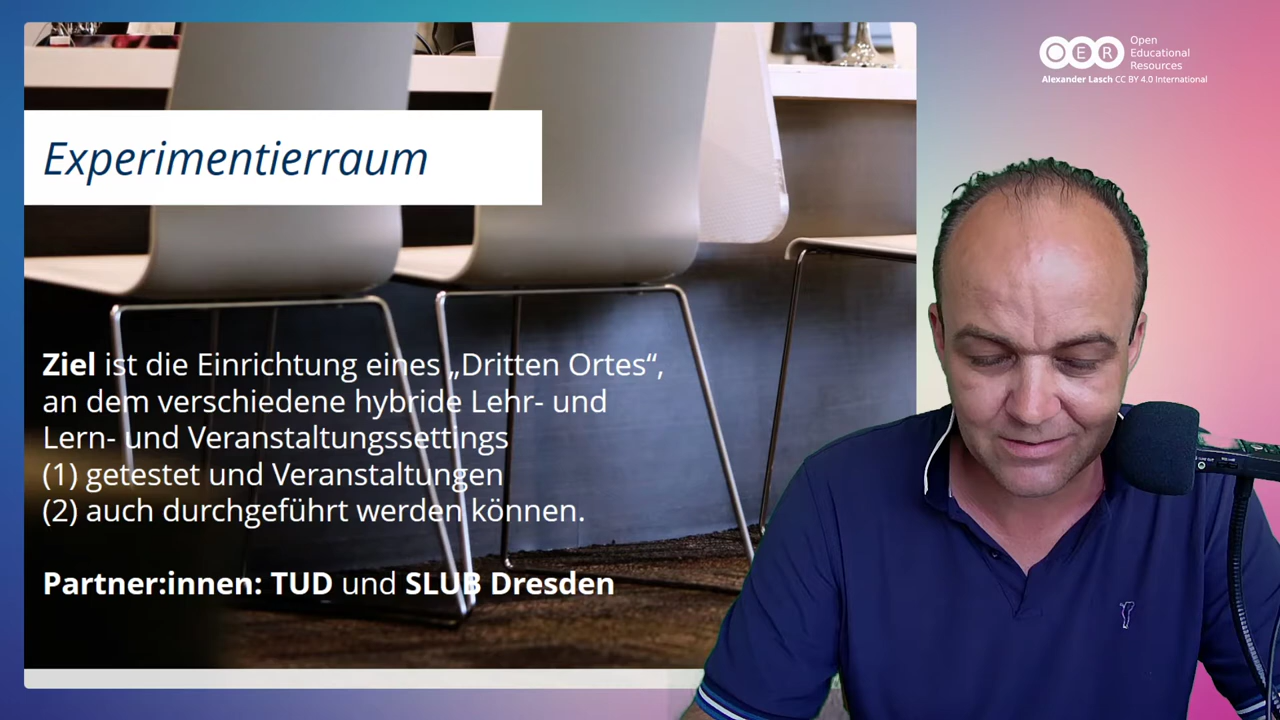 Open
Educational
Resources
OER
Alexander Lasch CC BY 4.0 International
Experimentierraum
Ziel ist die Einrichtung eines „Dritten Ortes“,
an dem verschiedene hybride Lehr- und
Lern- und Veranstaltungssettings
(1) getestet und Veranstaltungen
(2) auch durchgeführt werden können.
Partner:innen: TUD und SLUB Dresden